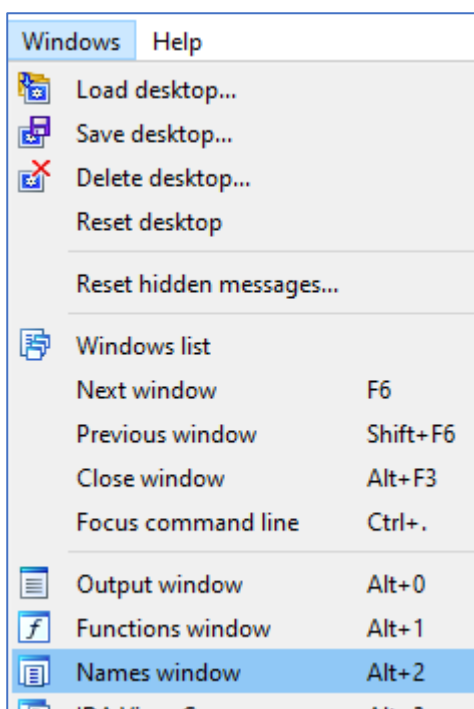 Windows Help
Load desktop...
Save desktop...
Delete desktop...
Reset desktop
Reset hidden messages...
Windows list
Next window F6
Previous window Shift+F6
Close window Alt+F3
Focus command line Ctrl+.
Output window Alt+0
Functions window Alt+1
Names window Alt+2